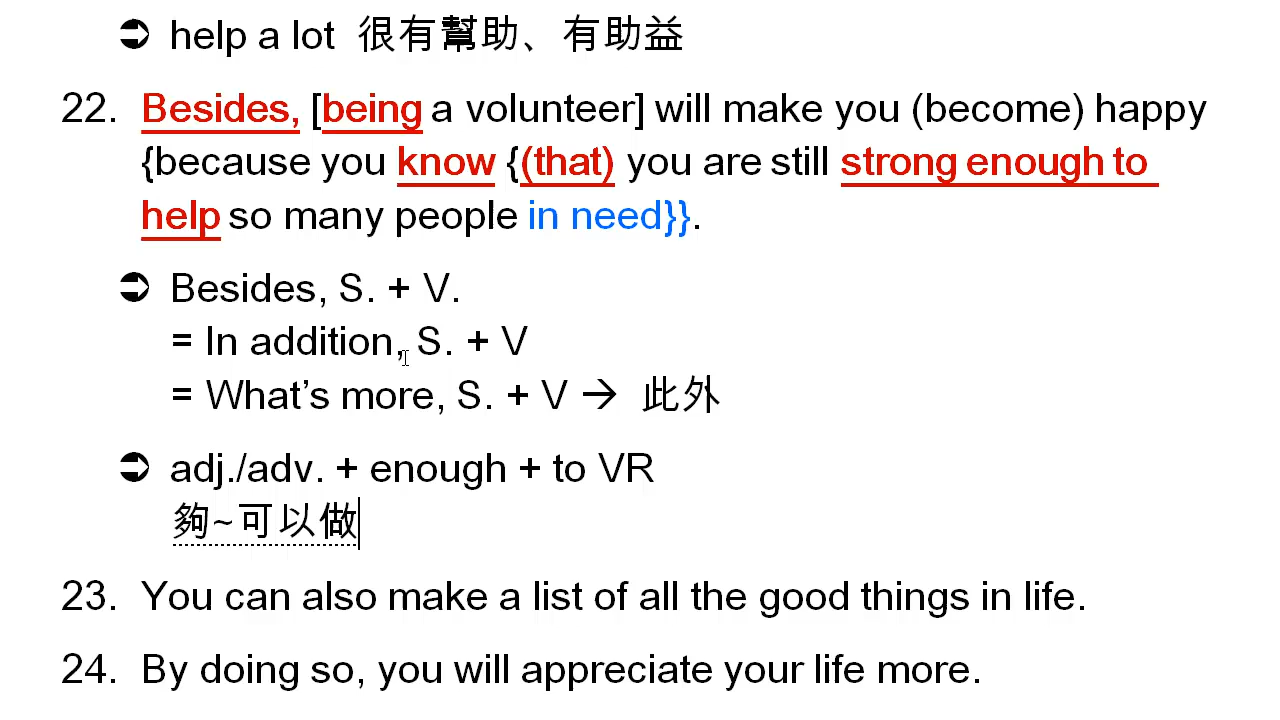 ➲ help a lot 很有幫助、有助益
22. Besides, [being a volunteer] will make you (become) happy
{because you know {(that) you are still strong enough to
help so many people in need}}.
➲ Besides, S. + V.
= In addition, S. + V
= What’s more, S. + V → 此外
➲ adj./adv. + enough + to VR
夠~可以做
23. You can also make a list of all the good things in life.
24. By doing so, you will appreciate your life more.